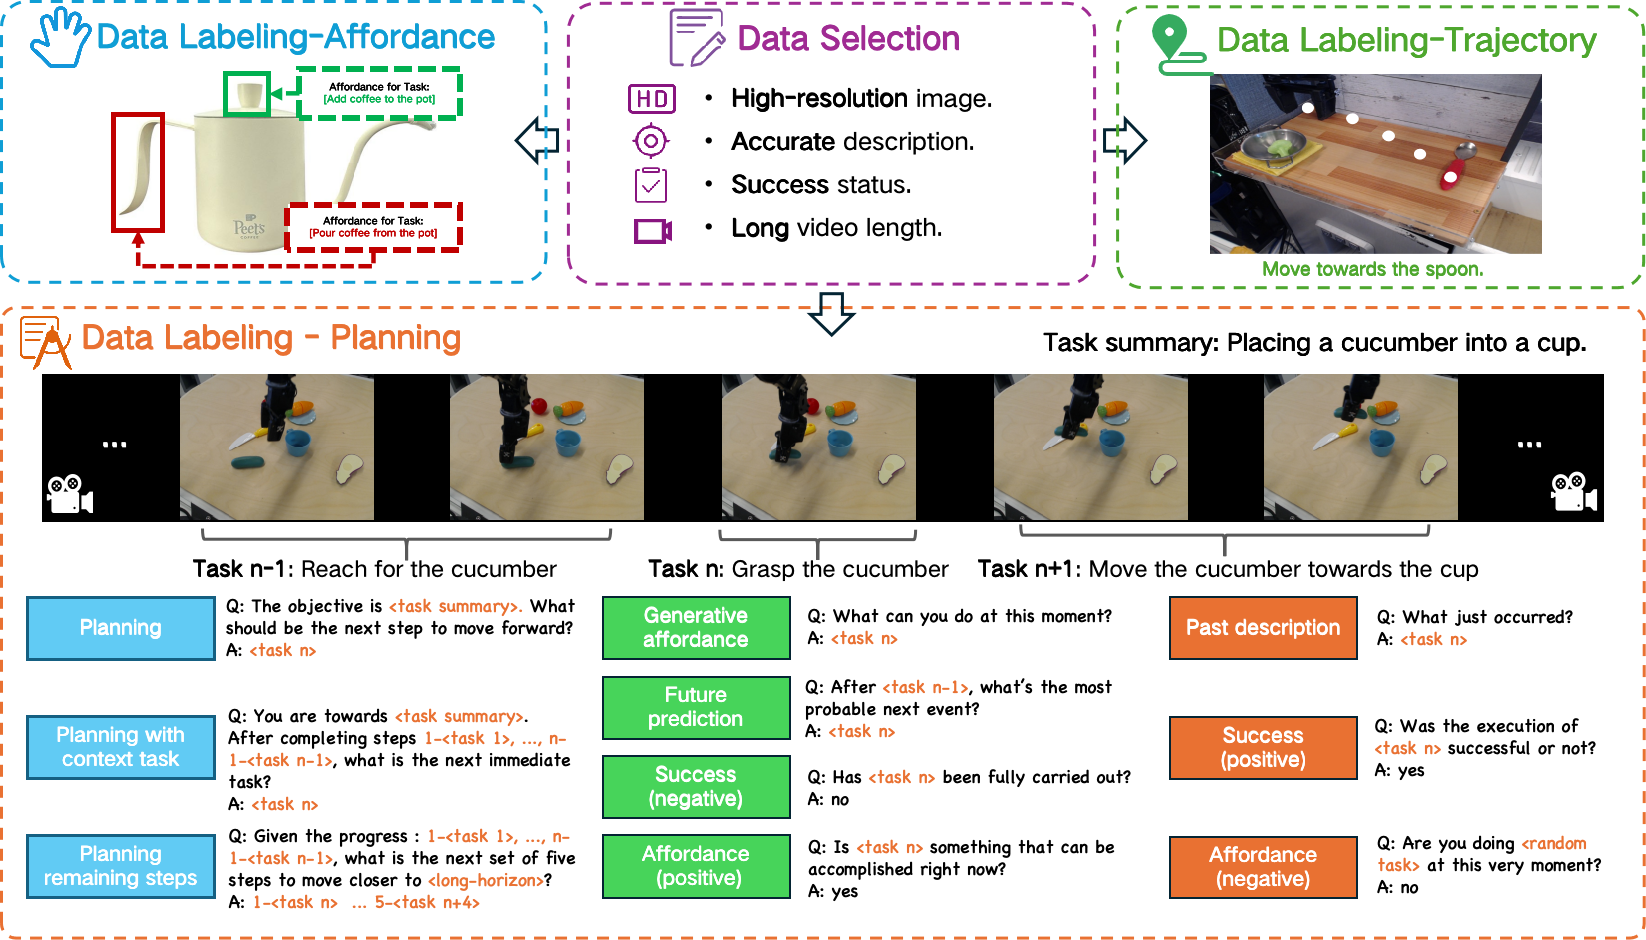 Data Labeling-Affordance
Affordance for Task:
[Add coffee to the pot]
Peet's
COFFEE
Affordance for Task:
[Pour coffee from the pot]
Data Selection
HD
• High-resolution image.
• Accurate description.
• Success status.
• Long video length.
Data Labeling-Trajectory
Move towards the spoon.
Data Labeling - Planning
Task summary: Placing a cucumber into a cup.
...
...
Task n-1: Reach for the cucumber
Task n: Grasp the cucumber
Task n+1: Move the cucumber towards the cup
Planning
Q: The objective is <task summary>. What
should be the next step to move forward?
A: <task n>
Planning with
context task
Q: You are towards <task summary>.
After completing steps 1-<task 1>, ..., n-
1-<task n-1>, what is the next immediate
task?
A: <task n>
Planning
remaining steps
Q: Given the progress : 1-<task 1>, ..., n-
1-<task n-1>, what is the next set of five
steps to move closer to <long-horizon>?
A: 1-<task n> ... 5-<task n+4>
Generative
affordance
Q: What can you do at this moment?
A: <task n>
Future
prediction
Q: After <task n-1>, what's the most
probable next event?
A: <task n>
Success
(negative)
Q: Has <task n> been fully carried out?
A: no
Affordance
(positive)
Q: Is <task n> something that can be
accomplished right now?
A: yes
Past description
Q: What just occurred?
A: <task n>
Success
(positive)
Q: Was the execution of
<task n> successful or not?
A: yes
Affordance
(negative)
Q: Are you doing <random
task> at this very moment?
A: no